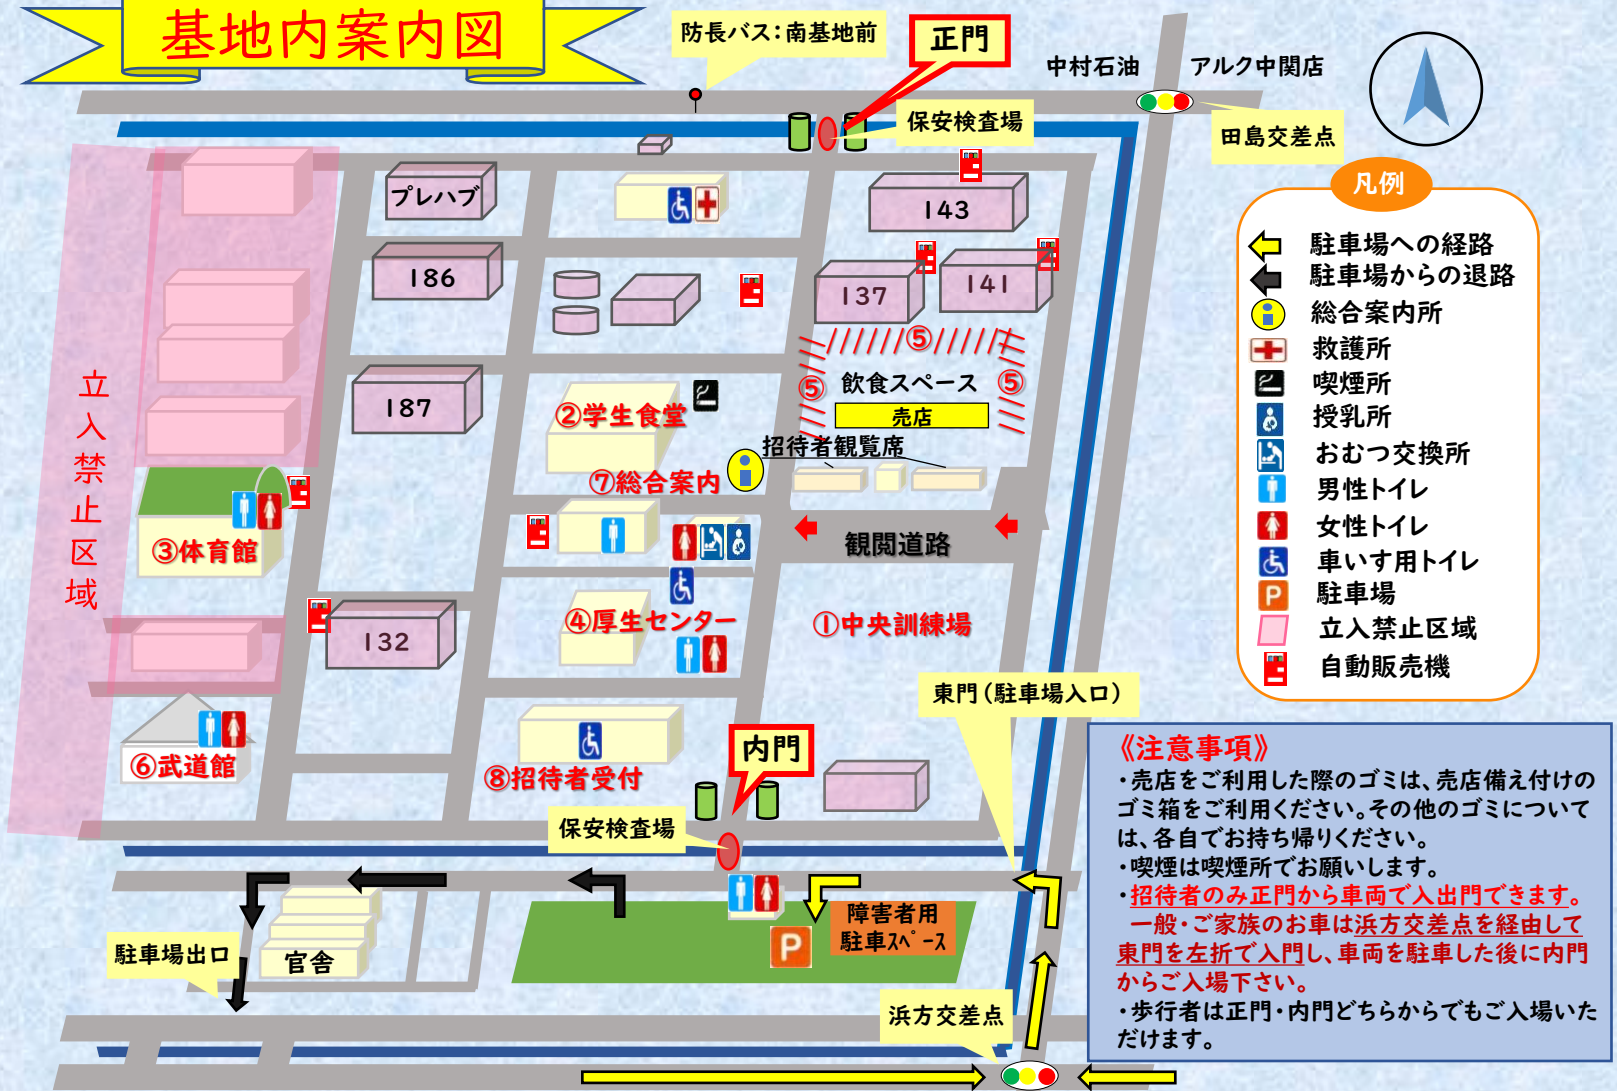 基地内案内図
防長バス:南基地前
正門
中村石油
アルク中関店
保安検査場
田島交差点
凡例
駐車場への経路
駐車場からの退路
総合案内所
救護所
喫煙所
授乳所
おむつ交換所
男性トイレ
女性トイレ
車いす用トイレ
P
駐車場
立入禁止区域
自動販売機
プレハブ
143
186
137
141
⑤
⑤
⑤
飲食スペース
売店
187
②学生食堂
招待者観覧席
⑦総合案内
立入禁止区域
③体育館
観閲道路
④厚生センター
①中央訓練場
132
東門(駐車場入口)
⑥武道館
⑧招待者受付
内門
保安検査場
障害者用
駐車スペース
P
駐車場出口
官舎
浜方交差点
《注意事項》
・売店をご利用した際のゴミは、売店備え付けの
ゴミ箱をご利用ください。その他のゴミについて
は、各自でお持ち帰りください。
・喫煙は喫煙所でお願いします。
・招待者のみ正門から車両で入出門できます。
一般・ご家族のお車は浜方交差点を経由して
東門を左折で入門し、車両を駐車した後に内門
からご入場下さい。
・歩行者は正門・内門どちらからでもご入場いた
だけます。